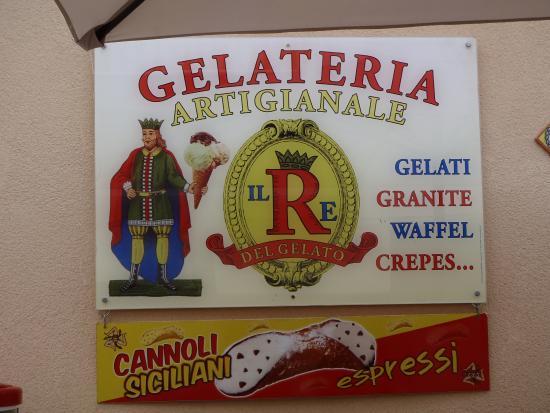 GELATERIA
ARTIGIANALE
IL RE
DEL GELATO
GELATI
GRANITE
WAFFEL
CREPES...
CANNOLI
SICILIANI
espressi